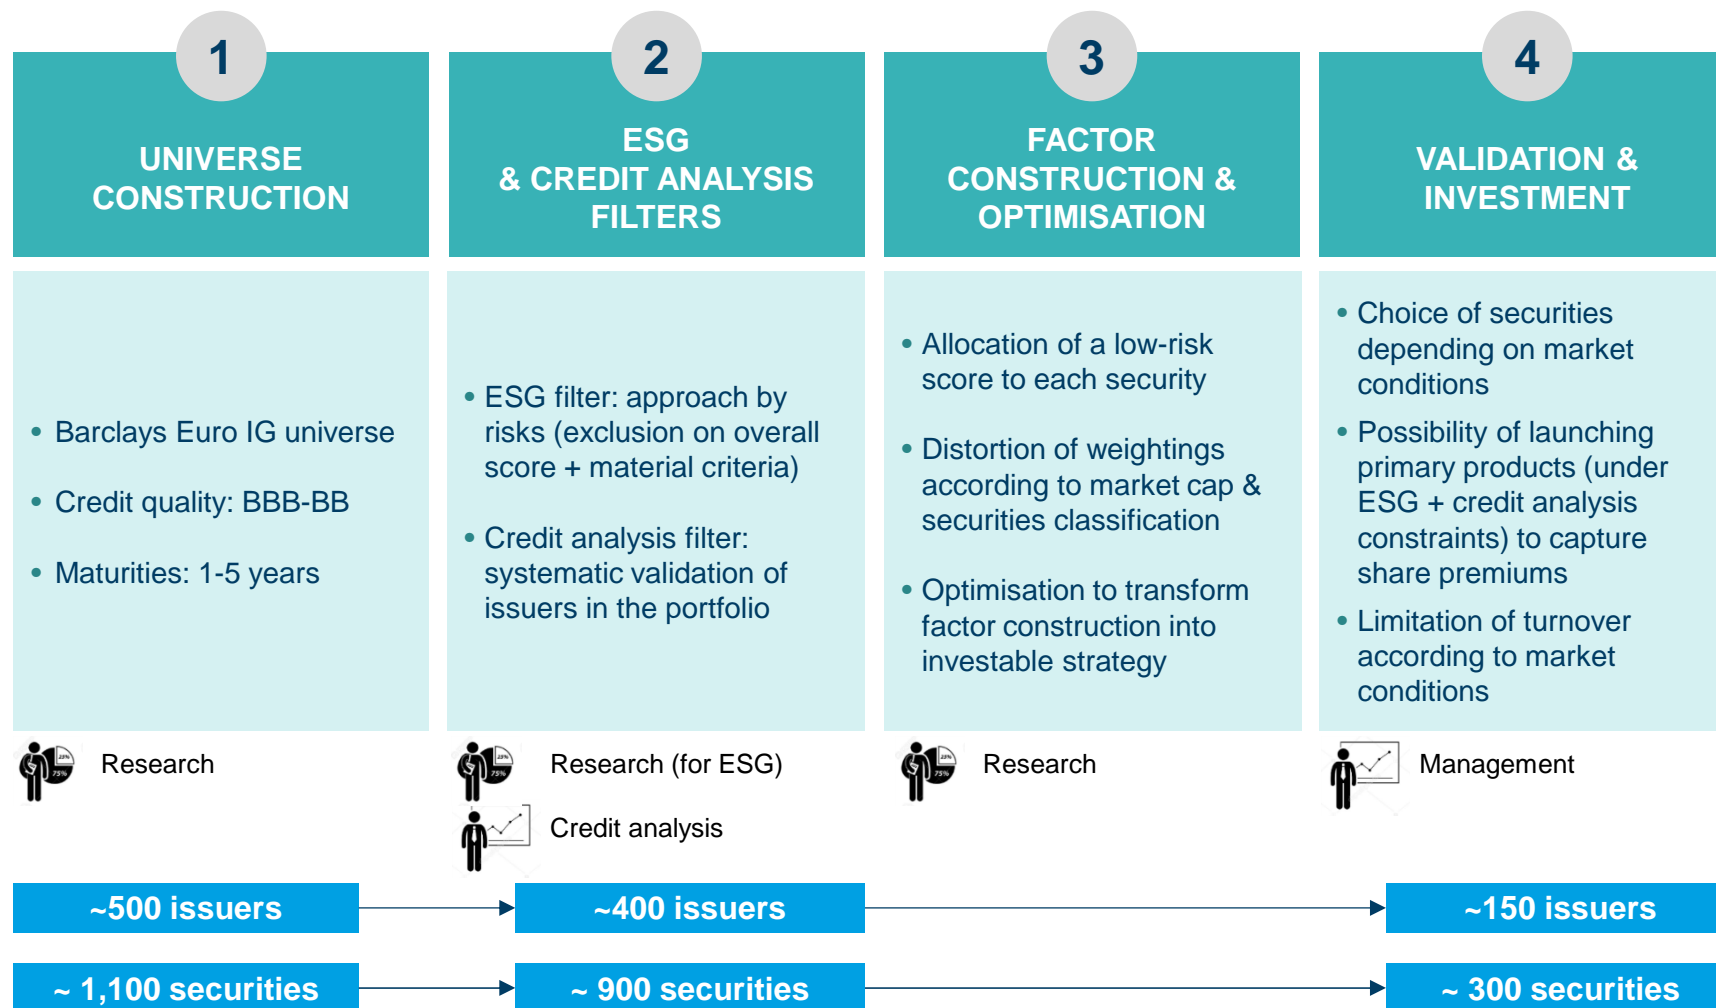 1
UNIVERSE
CONSTRUCTION
• Barclays Euro IG universe
• Credit quality: BBB-BB
• Maturities: 1-5 years
Research
2
ESG
& CREDIT ANALYSIS
FILTERS
• ESG filter: approach by
risks (exclusion on overall
score + material criteria)
• Credit analysis filter:
systematic validation of
issuers in the portfolio
Research (for ESG)
Credit analysis
3
FACTOR
CONSTRUCTION &
OPTIMISATION
• Allocation of a low-risk
score to each security
• Distortion of weightings
according to market cap &
securities classification
• Optimisation to transform
factor construction into
investable strategy
Research
4
VALIDATION &
INVESTMENT
• Choice of securities
depending on market
conditions
• Possibility of launching
primary products (under
ESG + credit analysis
constraints) to capture
share premiums
• Limitation of turnover
according to market
conditions
Management
~500 issuers
~400 issuers
~150 issuers
~ 1,100 securities
~ 900 securities
~ 300 securities